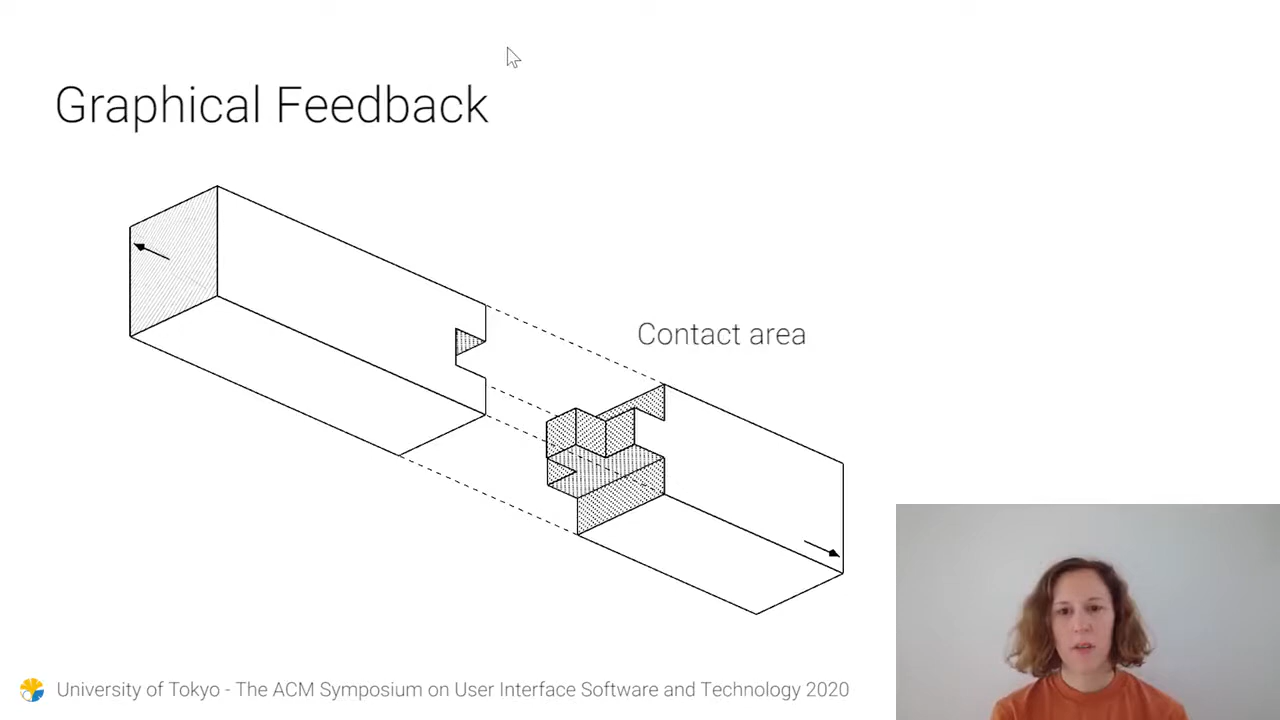 Graphical Feedback
Contact area
University of Tokyo - The ACM Symposium on User Interface Software and Technology 2020